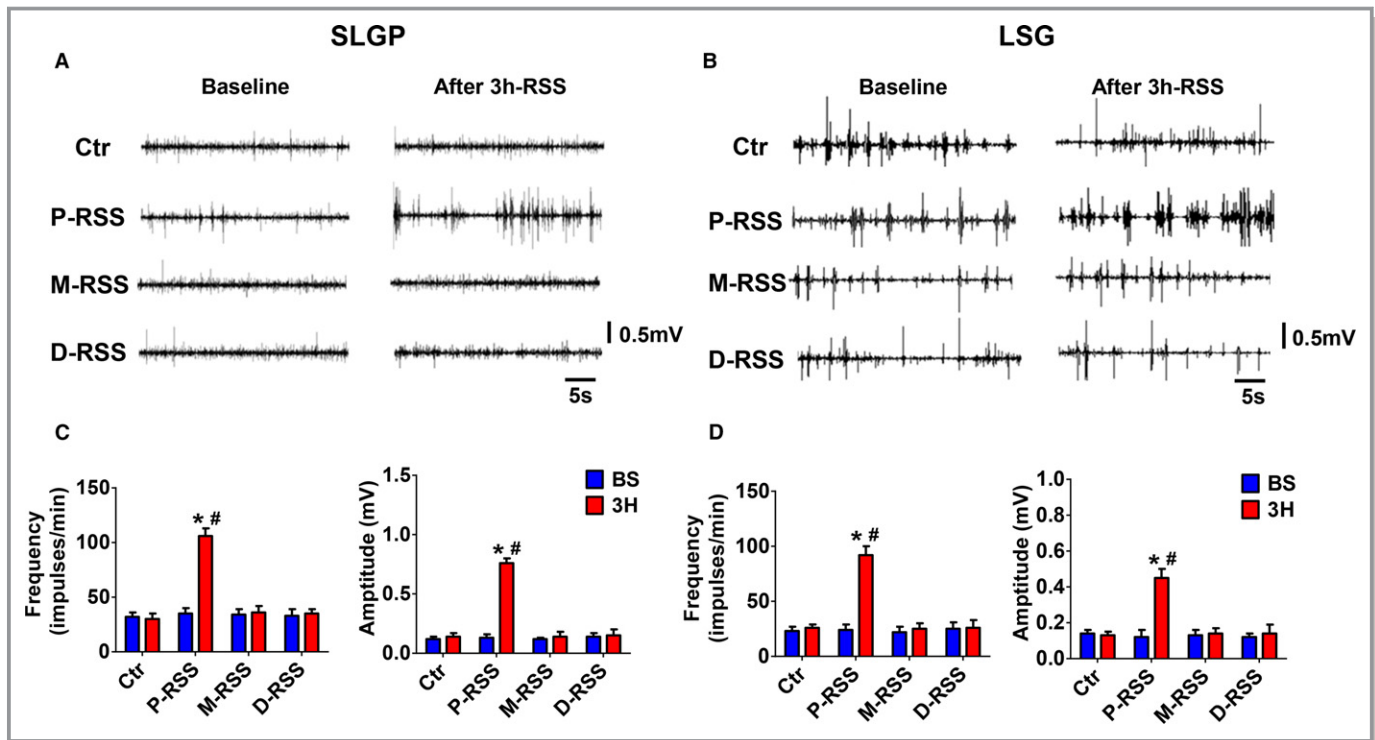 SLGP
LSG
A
B
Baseline
After 3h-RSS
Baseline
After 3h-RSS
Ctr
P-RSS
M-RSS
D-RSS
0.5mV
5s
Ctr
P-RSS
M-RSS
D-RSS
0.5mV
5s
C
Frequency
(impulses/min)
150
100
50
0
* #
Ctr
P-RSS
M-RSS
D-RSS
Amptitude (mV)
1.5
1.0
0.5
0.0
* #
Ctr
P-RSS
M-RSS
D-RSS
BS
3H
D
Frequency
(impulses/min)
150
100
50
0
* #
Ctr
P-RSS
M-RSS
D-RSS
Amptitude (mV)
1.0
0.8
0.6
0.4
0.2
0.0
* #
Ctr
P-RSS
M-RSS
D-RSS
BS
3H